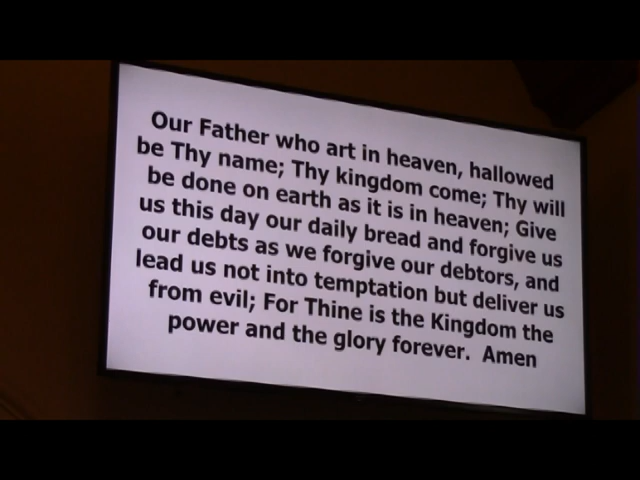 Our Father who art in heaven, hallowed
be Thy name; Thy kingdom come; Thy will
be done on earth as it is in heaven; Give
us this day our daily bread and forgive us
our debts as we forgive our debtors, and
lead us not into temptation but deliver us
from evil; For Thine is the Kingdom the
power and the glory forever.  Amen